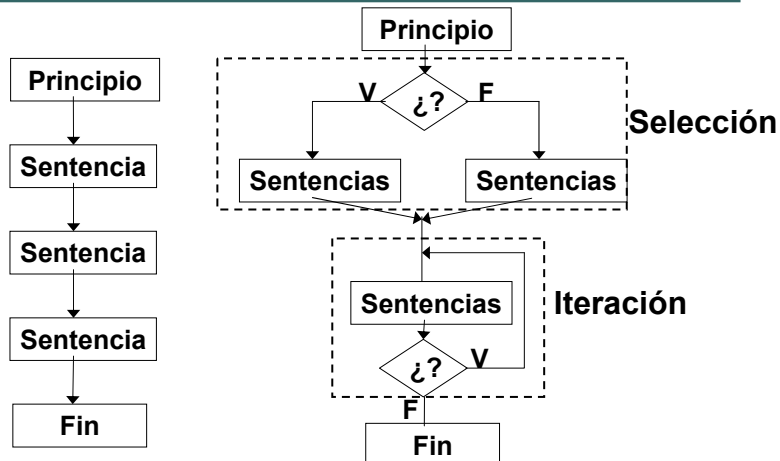 Principio
Sentencia
Sentencia
Sentencia
Fin
Principio
¿?
V
F
Selección
Sentencias
Sentencias
Sentencias
Iteración
¿?
V
F
Fin